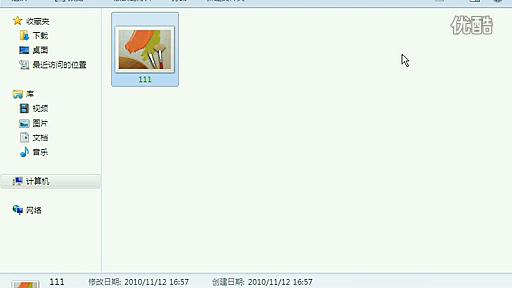 优酷
收藏夹
下载
桌面
最近访问的位置
库
视频
图片
文档
音乐
计算机
网络
111
111 修改日期: 2010/11/12 16:57 创建日期: 2010/11/12 16:57